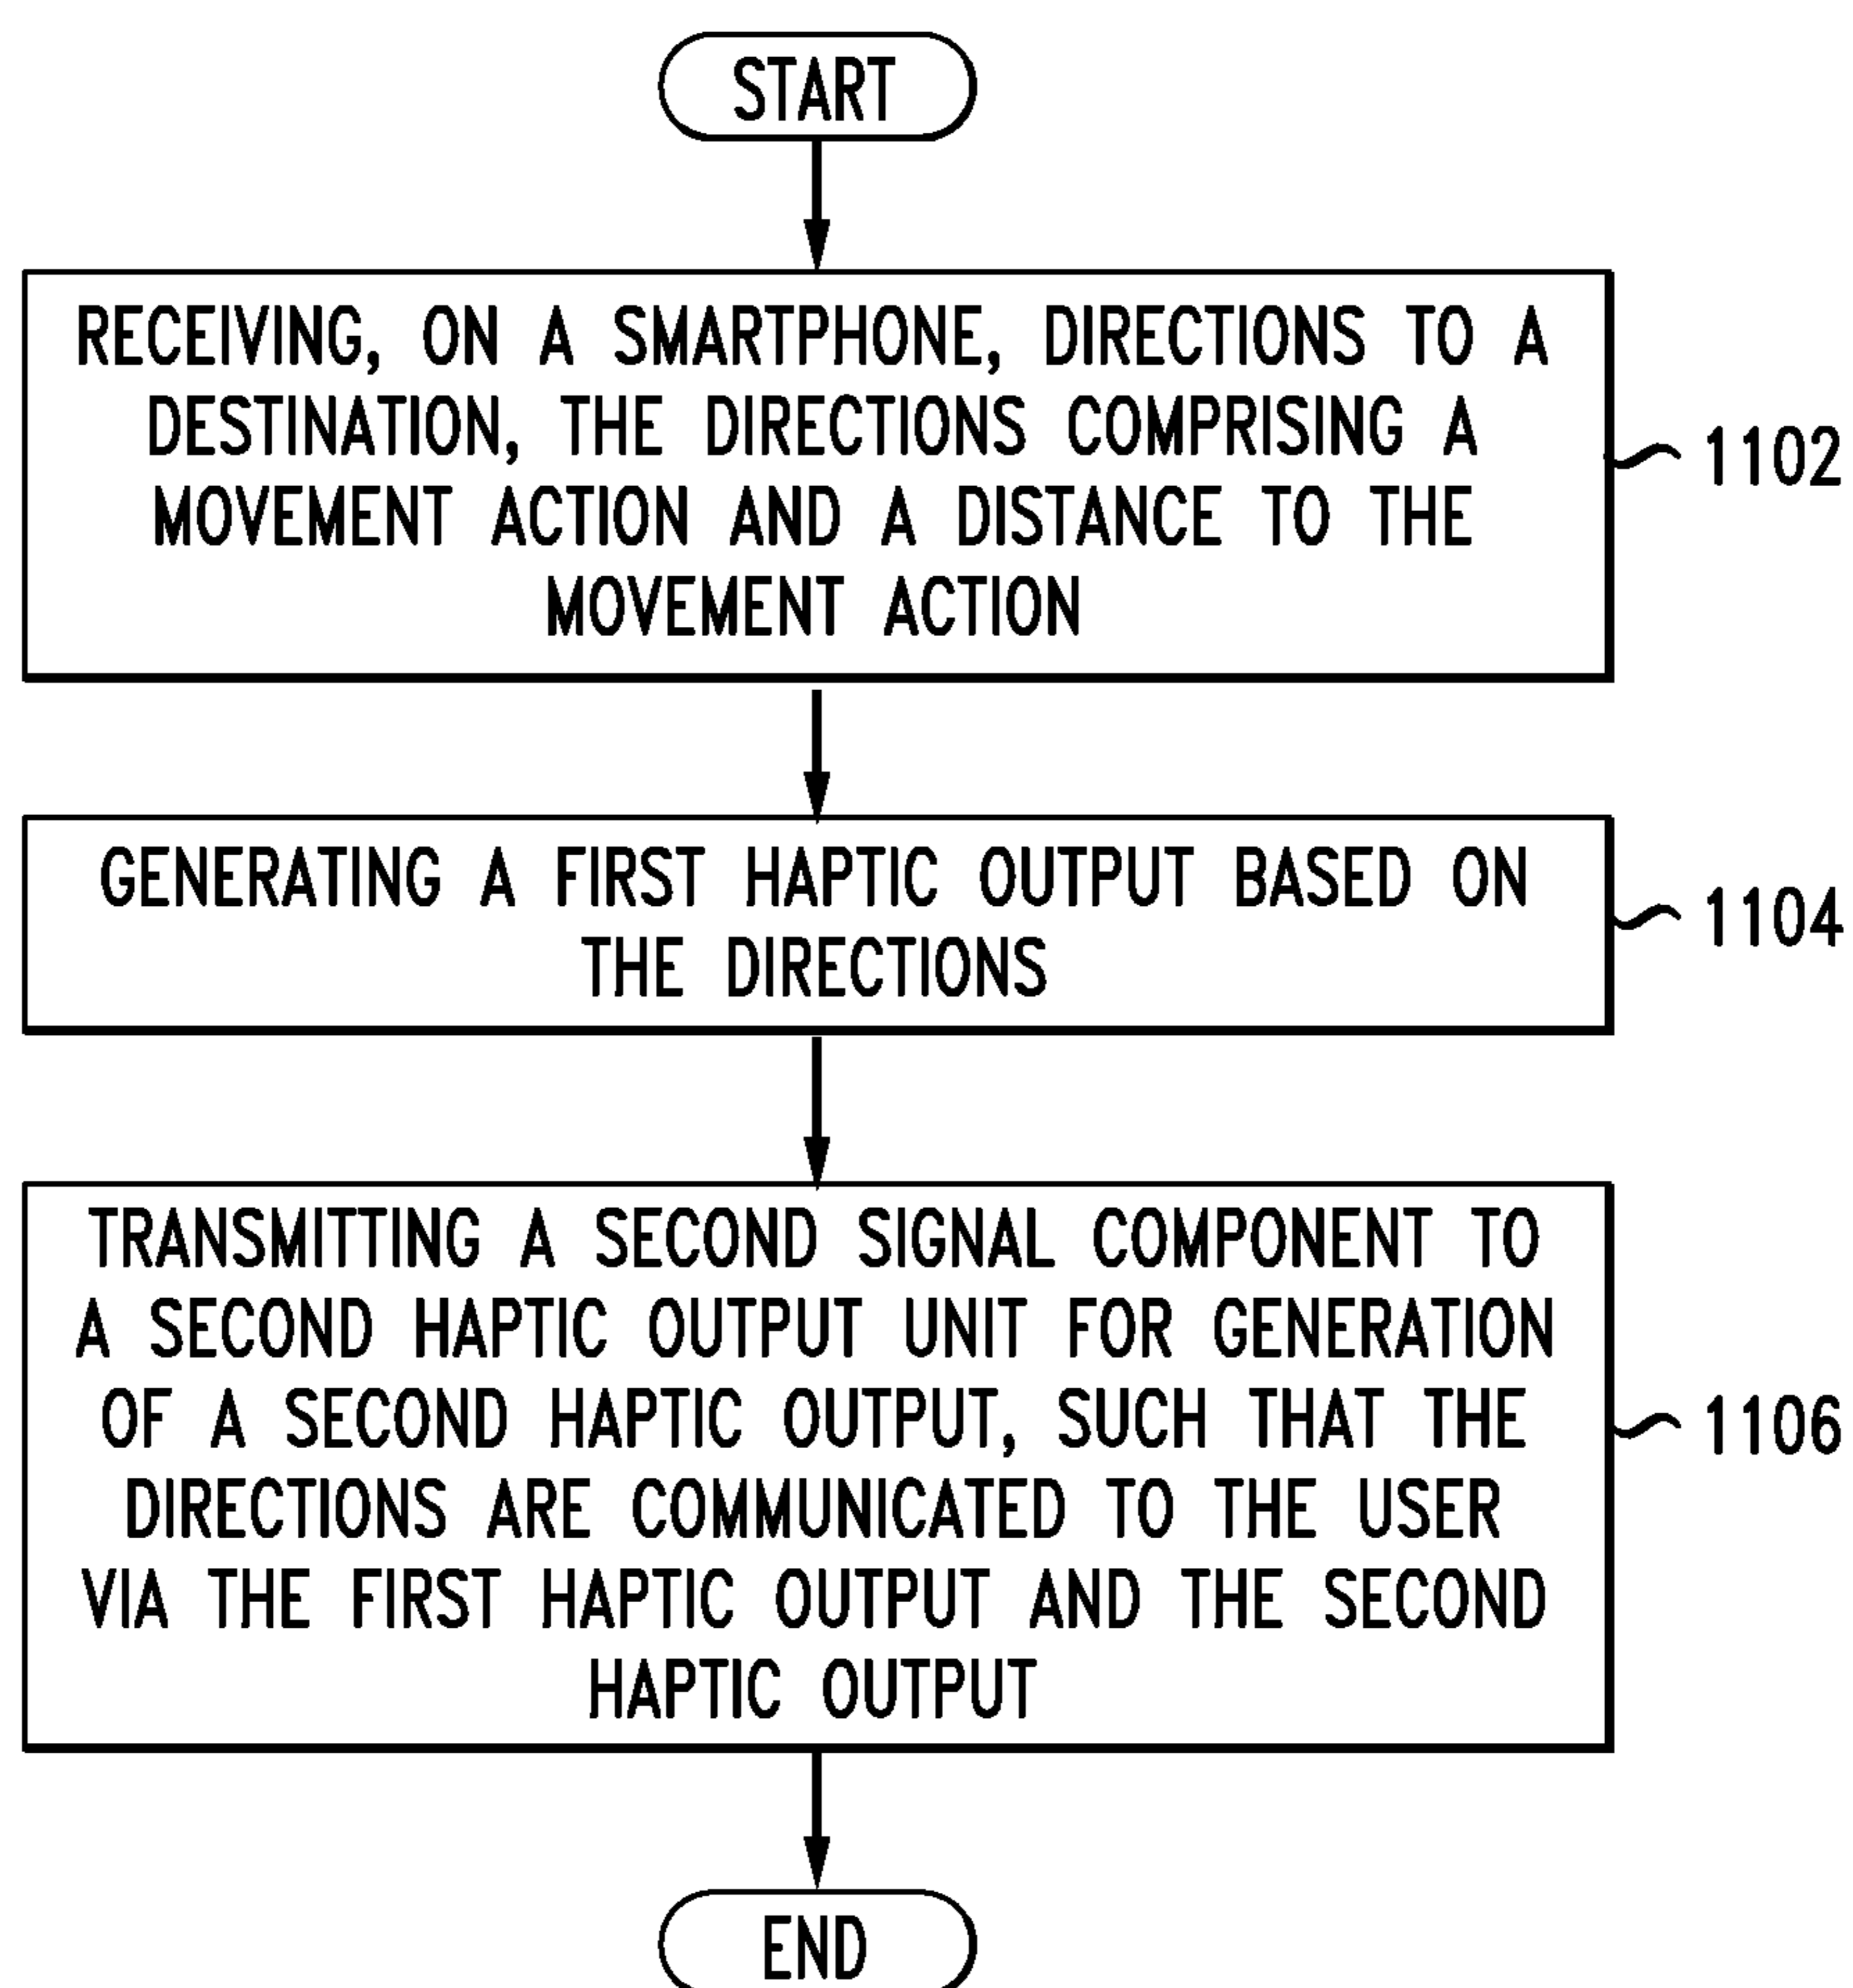 START
RECEIVING, ON A SMARTPHONE, DIRECTIONS TO A
DESTINATION, THE DIRECTIONS COMPRISING A
MOVEMENT ACTION AND A DISTANCE TO THE
MOVEMENT ACTION
1102
GENERATING A FIRST HAPTIC OUTPUT BASED ON
THE DIRECTIONS
1104
TRANSMITTING A SECOND SIGNAL COMPONENT TO
A SECOND HAPTIC OUTPUT UNIT FOR GENERATION
OF A SECOND HAPTIC OUTPUT, SUCH THAT THE
DIRECTIONS ARE COMMUNICATED TO THE USER
VIA THE FIRST HAPTIC OUTPUT AND THE SECOND
HAPTIC OUTPUT
1106
END